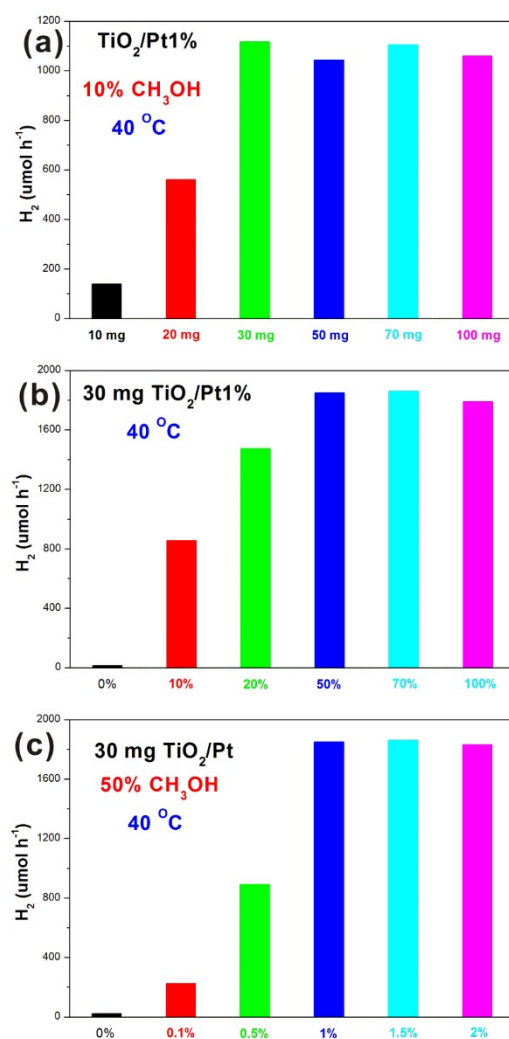 (a)
TiO₂/Pt1%
10% CH₃OH
40 ᴼC
H₂ (umol h⁻¹)
1200
1000
800
600
400
200
0
10 mg 20 mg 30 mg 50 mg 70 mg 100 mg
(b)
30 mg TiO₂/Pt1%
40 ᴼC
H₂ (umol h⁻¹)
2000
1600
1200
800
400
0
0% 10% 20% 50% 70% 100%
(c)
30 mg TiO₂/Pt
50% CH₃OH
40 ᴼC
H₂ (umol h⁻¹)
2000
1600
1200
800
400
0
0% 0.1% 0.5% 1% 1.5% 2%